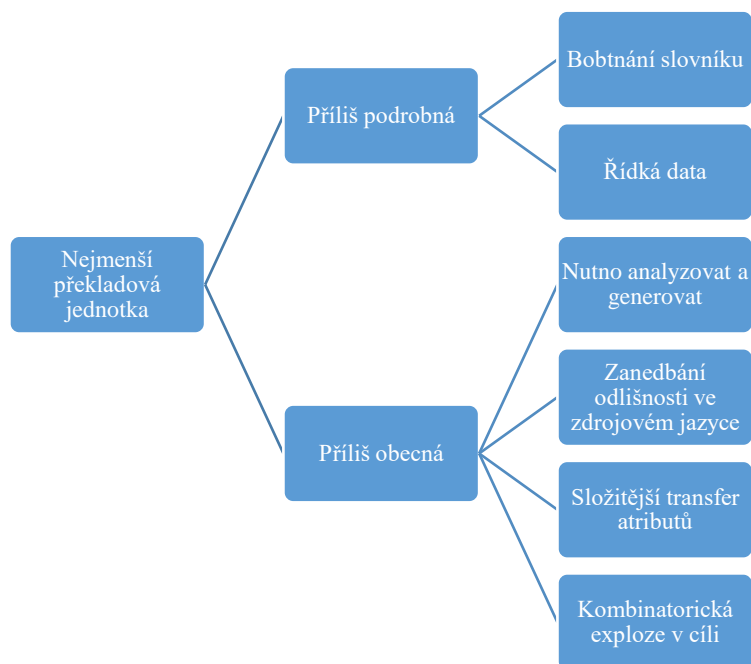 Nejmenší
překladová
jednotka
Příliš podrobná
Bobtnání slovníku
Řídká data
Příliš obecná
Nutno analyzovat a
generovat
Zanedbání
odlišnosti ve
zdrojovém jazyce
Složitější transfer
atributů
Kombinatorická
exploze v cíli